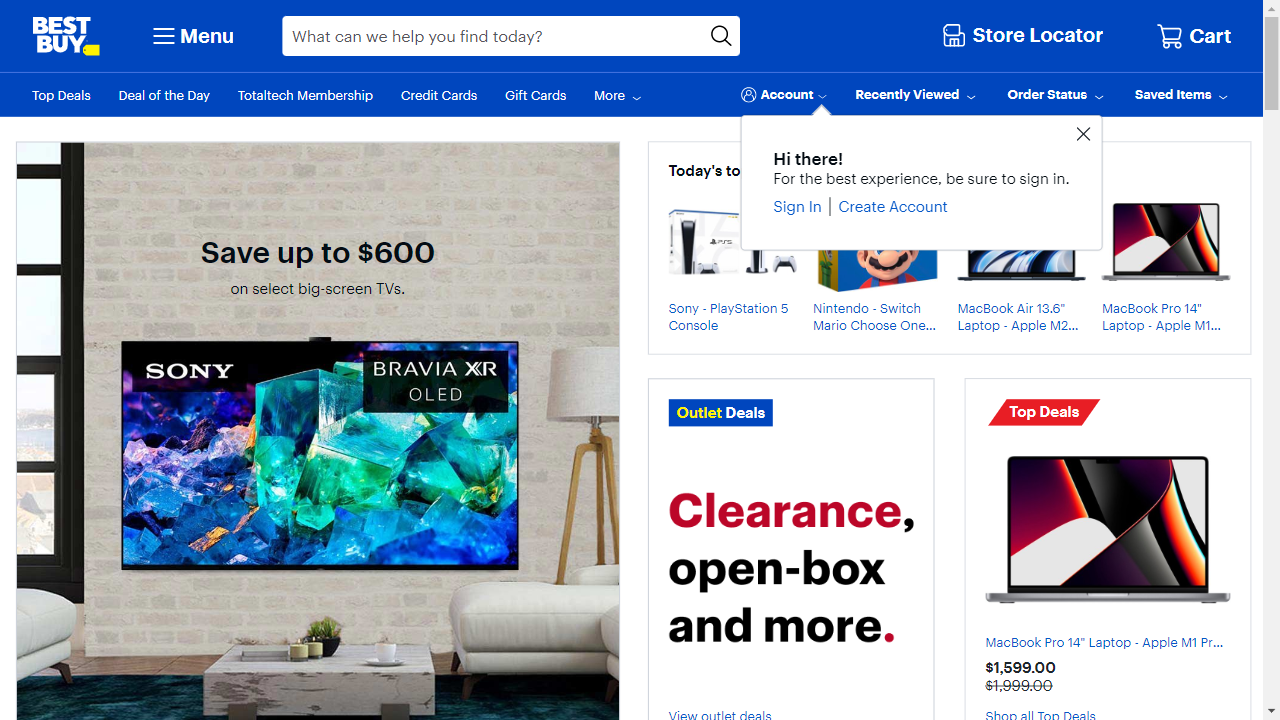 BEST BUY
Menu
What can we help you find today?
Store Locator
Cart
Top Deals
Deal of the Day
Totaltech Membership
Credit Cards
Gift Cards
More
Account
Recently Viewed
Order Status
Saved Items
Hi there!
For the best experience, be sure to sign in.
Sign In
Create Account
Save up to $600
on select big-screen TVs.
SONY
BRAVIA XR
OLED
Today's to
PS5
Sony - PlayStation 5
Console
Nintendo - Switch
Mario Choose One...
MacBook Air 13.6"
Laptop - Apple M2...
MacBook Pro 14"
Laptop - Apple M1...
Outlet Deals
Clearance,
open-box
and more.
View outlet deals
Top Deals
MacBook Pro 14" Laptop - Apple M1 Pr...
$1,599.00
$1,999.00
Shop all Top Deals